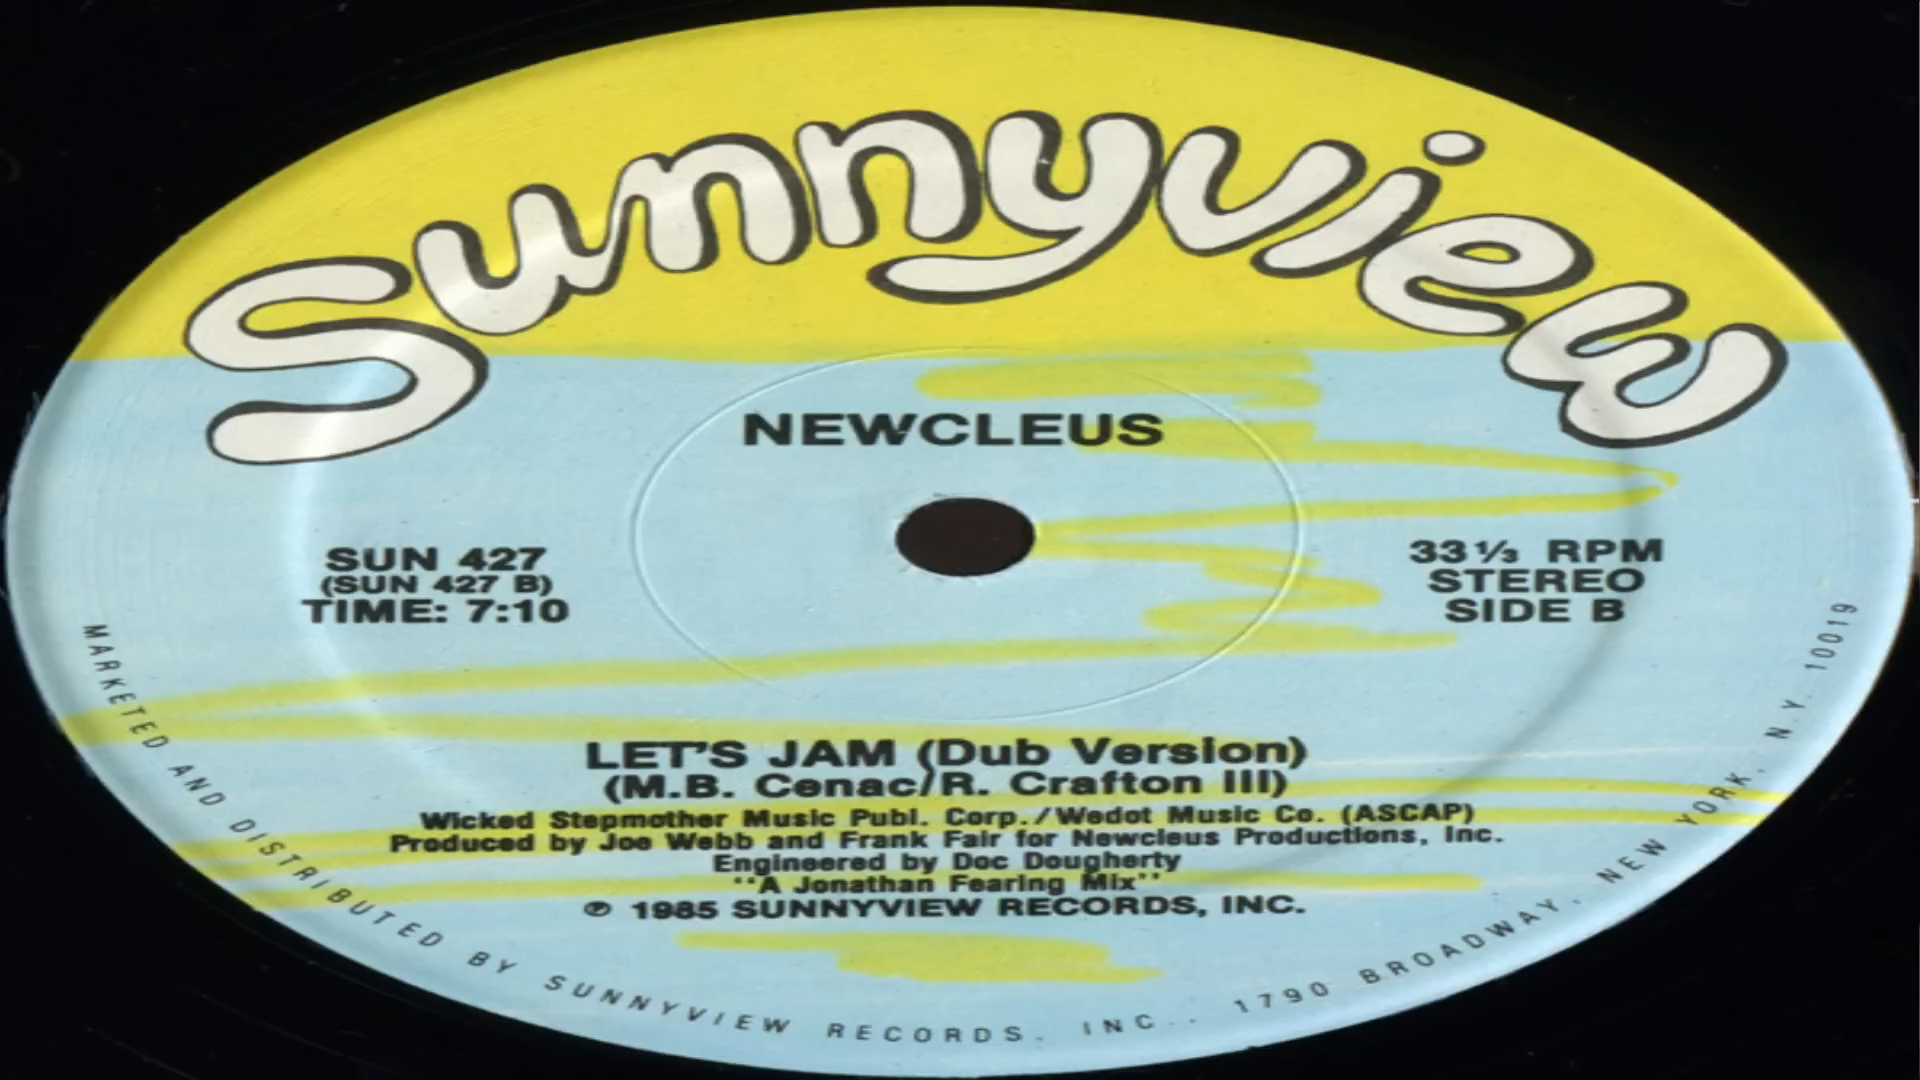 Sunnyview
NEWCLEUS
SUN 427
(SUN 427 B)
TIME: 7:10
33⅓ RPM
STEREO
SIDE B
LET'S JAM (Dub Version)
(M.B. Cenac/R. Crafton III)
Wicked Stepmother Music Publ. Corp./Wedot Music Co. (ASCAP)
Produced by Joe Webb and Frank Fair for Newcleus Productions, Inc.
Engineered by Doc Dougherty
"A Jonathan Fearing Mix"
℗ 1985 SUNNYVIEW RECORDS, INC.
MARKETED AND DISTRIBUTED BY SUNNYVIEW RECORDS, INC., 1790 BROADWAY, NEW YORK, N.Y. 10019